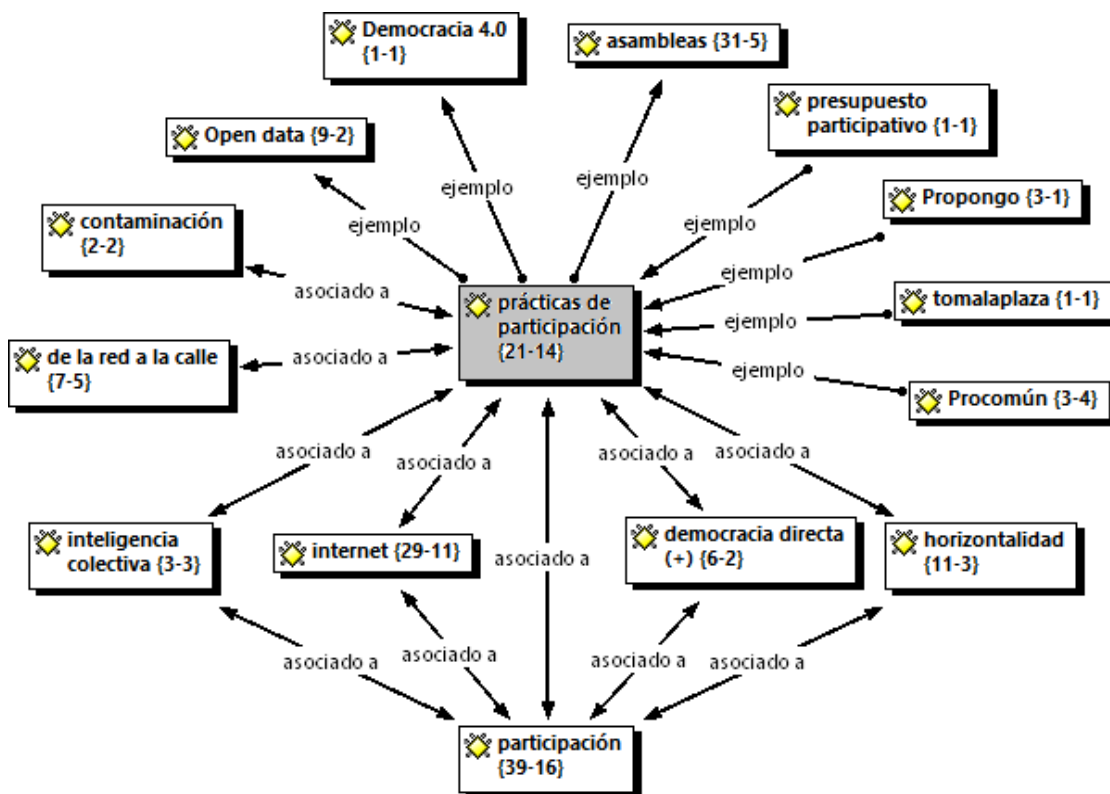 Democracia 4.0
{1-1}
asambleas {31-5}
presupuesto
participativo {1-1}
Open data {9-2}
ejemplo
ejemplo
Propongo {3-1}
ejemplo
ejemplo
contaminación
{2-2}
ejemplo
asociado a
prácticas de
participación
{21-14}
tomalaplaza {1-1}
ejemplo
de la red a la calle
{7-5}
asociado a
ejemplo
Procomún {3-4}
asociado a
asociado a
asociado a
asociado a
inteligencia
colectiva {3-3}
internet {29-11}
asociado a
democracia directa
(+) {6-2}
horizontalidad
{11-3}
asociado a
asociado a
asociado a
asociado a
participación
{39-16}